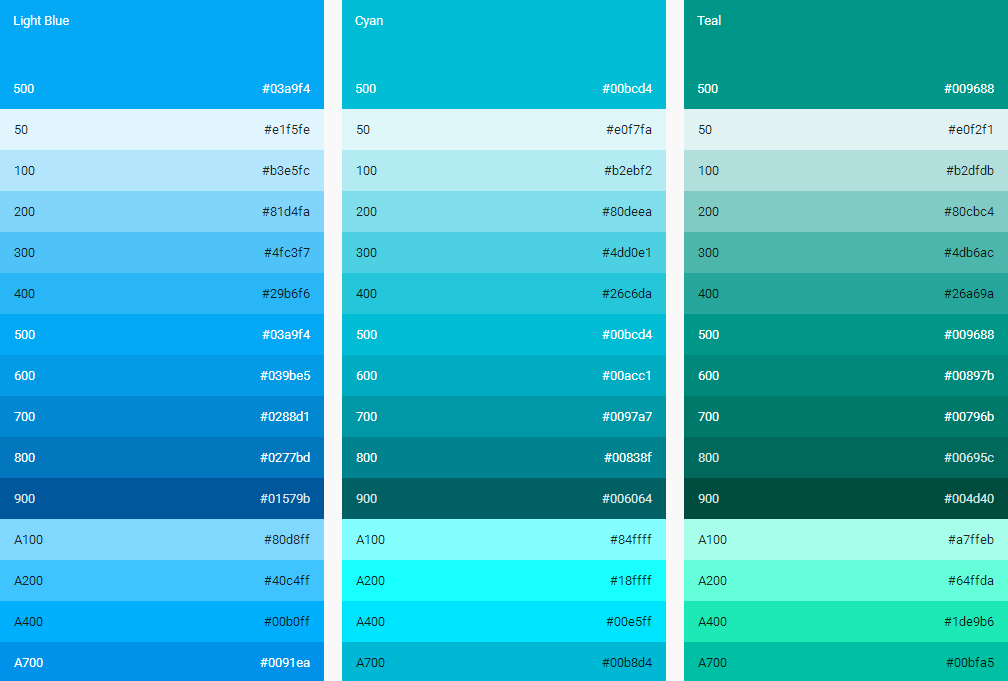 Light Blue
500 #03a9f4
50 #e1f5fe
100 #b3e5fc
200 #81d4fa
300 #4fc3f7
400 #29b6f6
500 #03a9f4
600 #039be5
700 #0288d1
800 #0277bd
900 #01579b
A100 #80d8ff
A200 #40c4ff
A400 #00b0ff
A700 #0091ea
Cyan
500 #00bcd4
50 #e0f7fa
100 #b2ebf2
200 #80deea
300 #4dd0e1
400 #26c6da
500 #00bcd4
600 #00acc1
700 #0097a7
800 #00838f
900 #006064
A100 #84ffff
A200 #18ffff
A400 #00e5ff
A700 #00b8d4
Teal
500 #009688
50 #e0f2f1
100 #b2dfdb
200 #80cbc4
300 #4db6ac
400 #26a69a
500 #009688
600 #00897b
700 #00796b
800 #00695c
900 #004d40
A100 #a7ffeb
A200 #64ffda
A400 #1de9b6
A700 #00bfa5